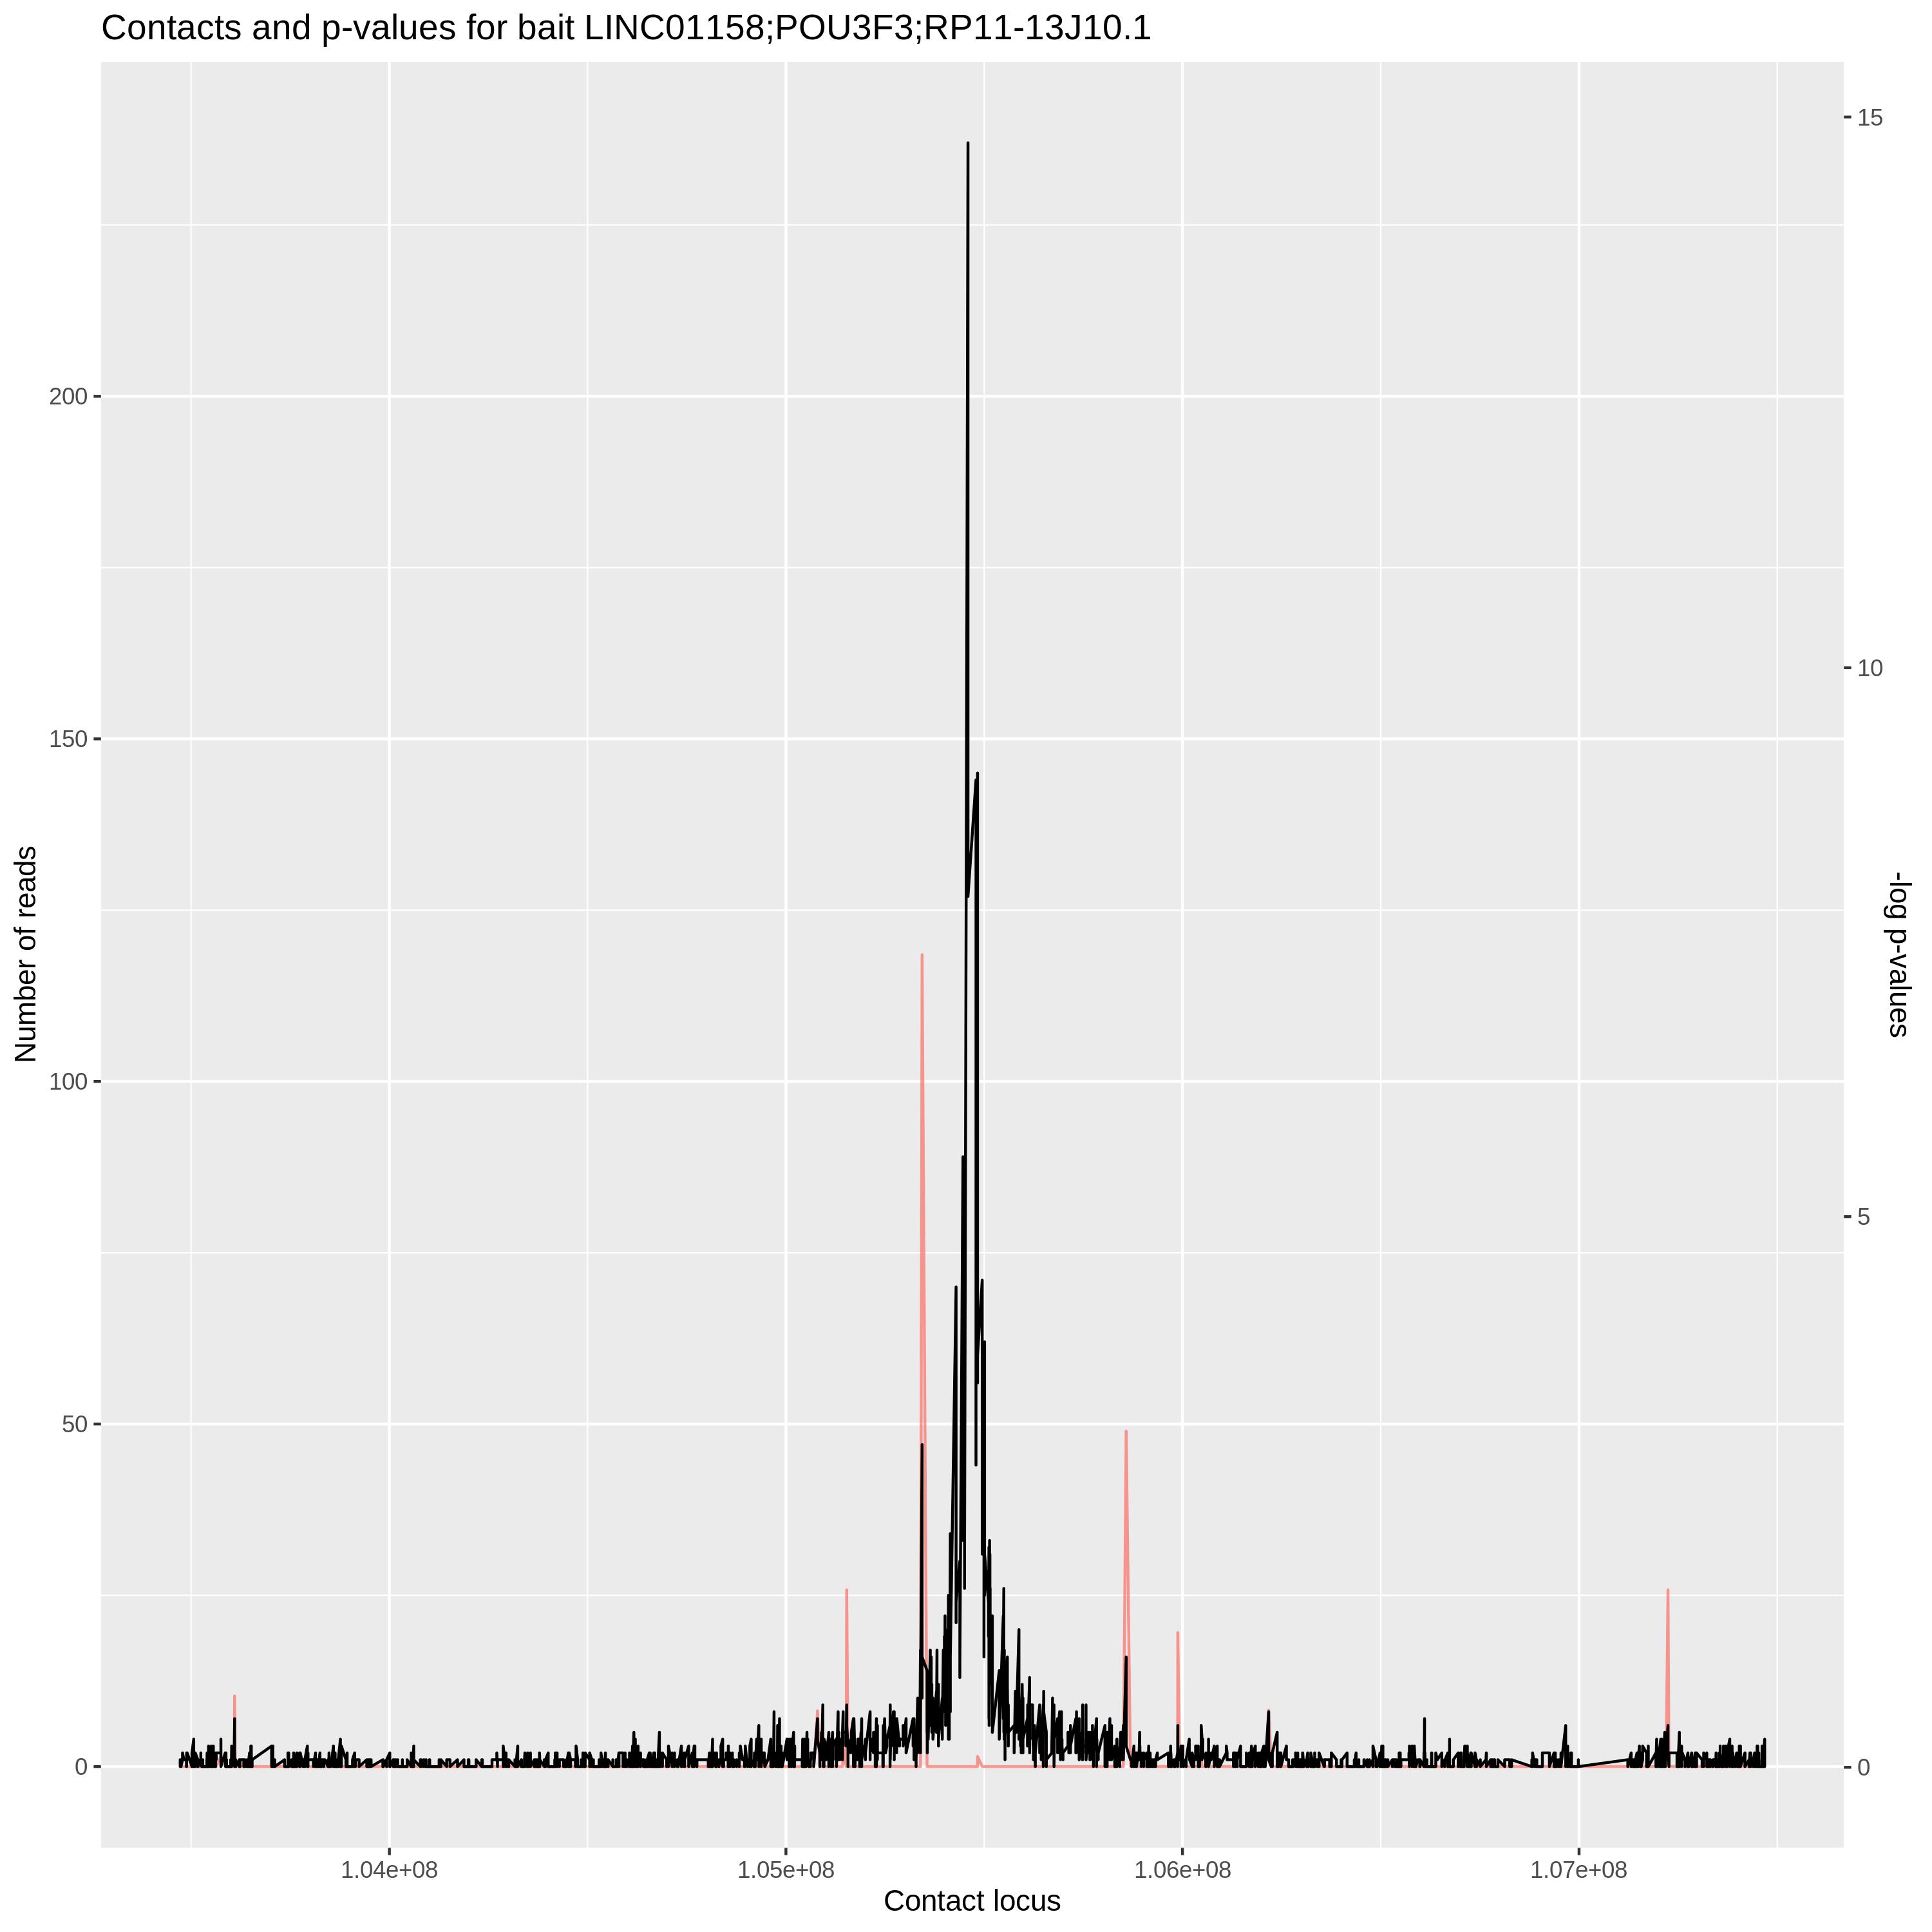 Contacts and p-values for bait LINC01158;POU3F3;RP11-13J10.1
15
200
10
150
Number of reads
-log p-values
100
5
50
0
0
1.04e+08
1.05e+08
1.06e+08
1.07e+08
Contact locus